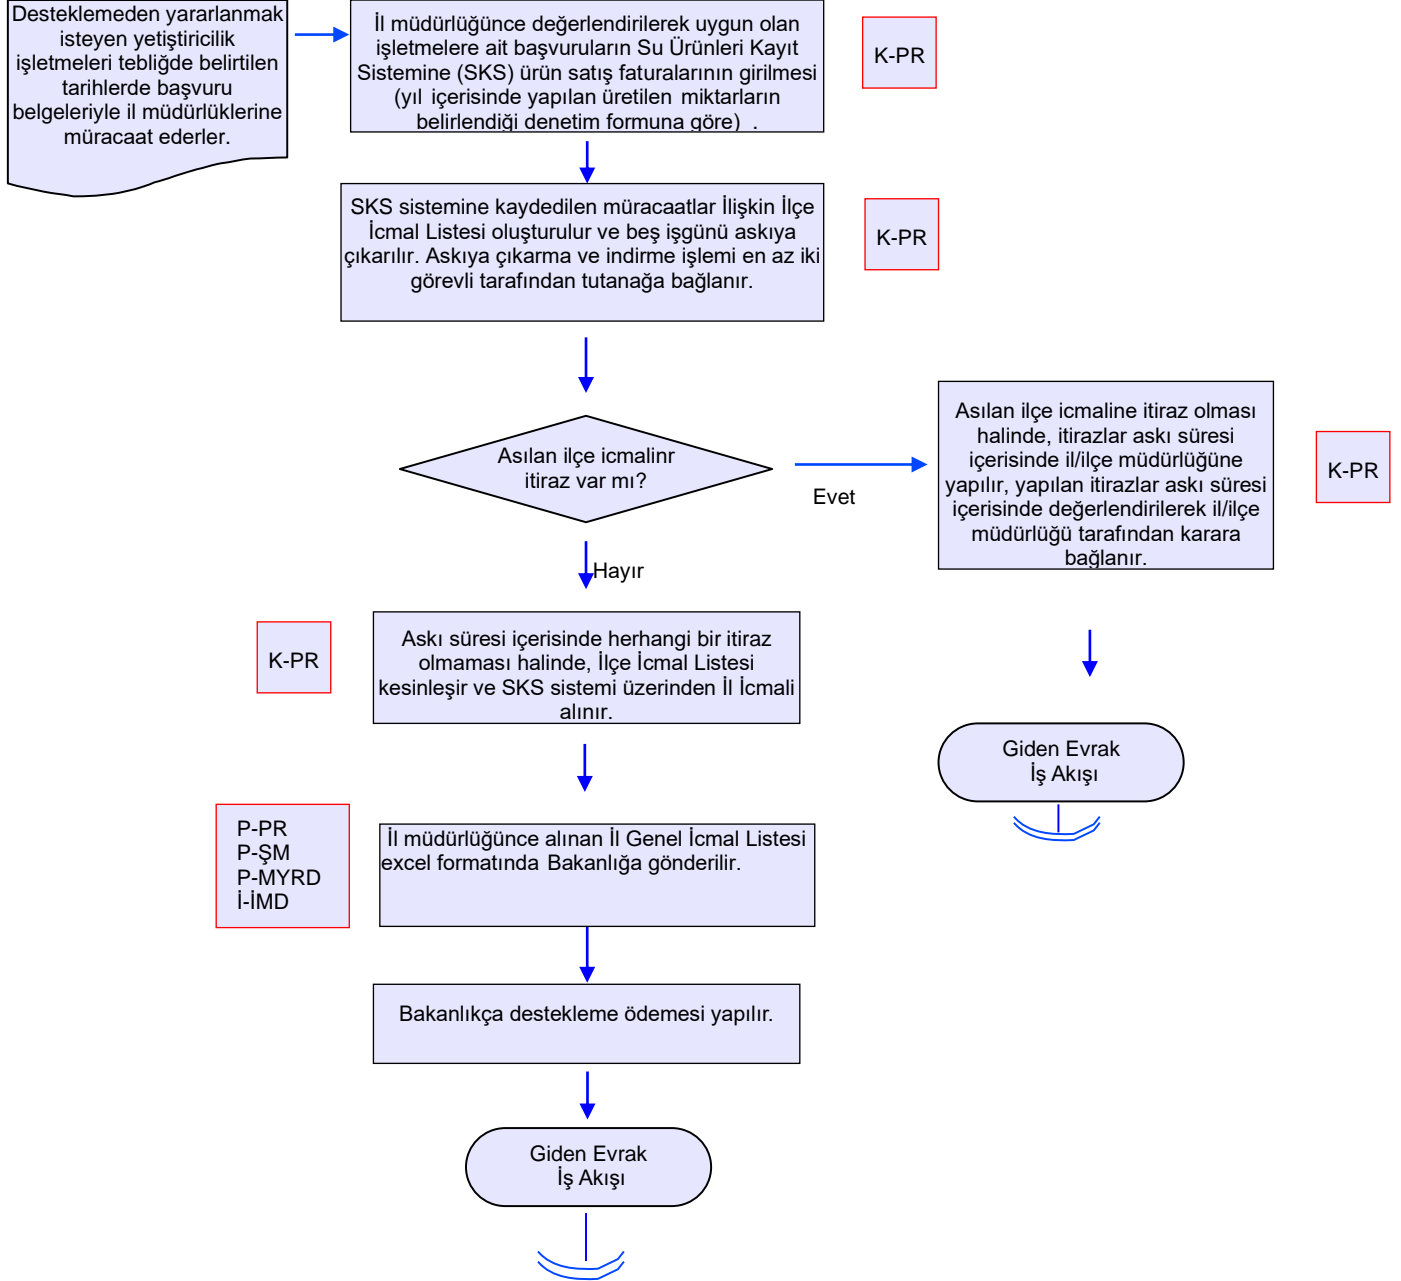 Desteklemeden yararlanmak
isteyen yetiştiricilik
işletmeleri tebliğde belirtilen
tarihlerde başvuru
belgeleriyle il müdürlüklerine
müracaat ederler.
İl müdürlüğünce değerlendirilerek uygun olan
işletmelere ait başvuruların Su Ürünleri Kayıt
Sistemine (SKS) ürün satış faturalarının girilmesi
(yıl içerisinde yapılan üretilen miktarların
belirlendiği denetim formuna göre) .
K-PR
SKS sistemine kaydedilen müracaatlar İlişkin İlçe
İcmal Listesi oluşturulur ve beş işgünü askıya
çıkarılır. Askıya çıkarma ve indirme işlemi en az iki
görevli tarafından tutanağa bağlanır.
K-PR
Asılan ilçe icmalinr
itiraz var mı?
Evet
Asılan ilçe icmaline itiraz olması
halinde, itirazlar askı süresi
içerisinde il/ilçe müdürlüğüne
yapılır, yapılan itirazlar askı süresi
içerisinde değerlendirilerek il/ilçe
müdürlüğü tarafından karara
bağlanır.
K-PR
Hayır
K-PR
Askı süresi içerisinde herhangi bir itiraz
olmaması halinde, İlçe İcmal Listesi
kesinleşir ve SKS sistemi üzerinden İl İcmali
alınır.
Giden Evrak
İş Akışı
P-PR
P-ŞM
P-MYRD
İ-İMD
İl müdürlüğünce alınan İl Genel İcmal Listesi
excel formatında Bakanlığa gönderilir.
Bakanlıkça destekleme ödemesi yapılır.
Giden Evrak
İş Akışı